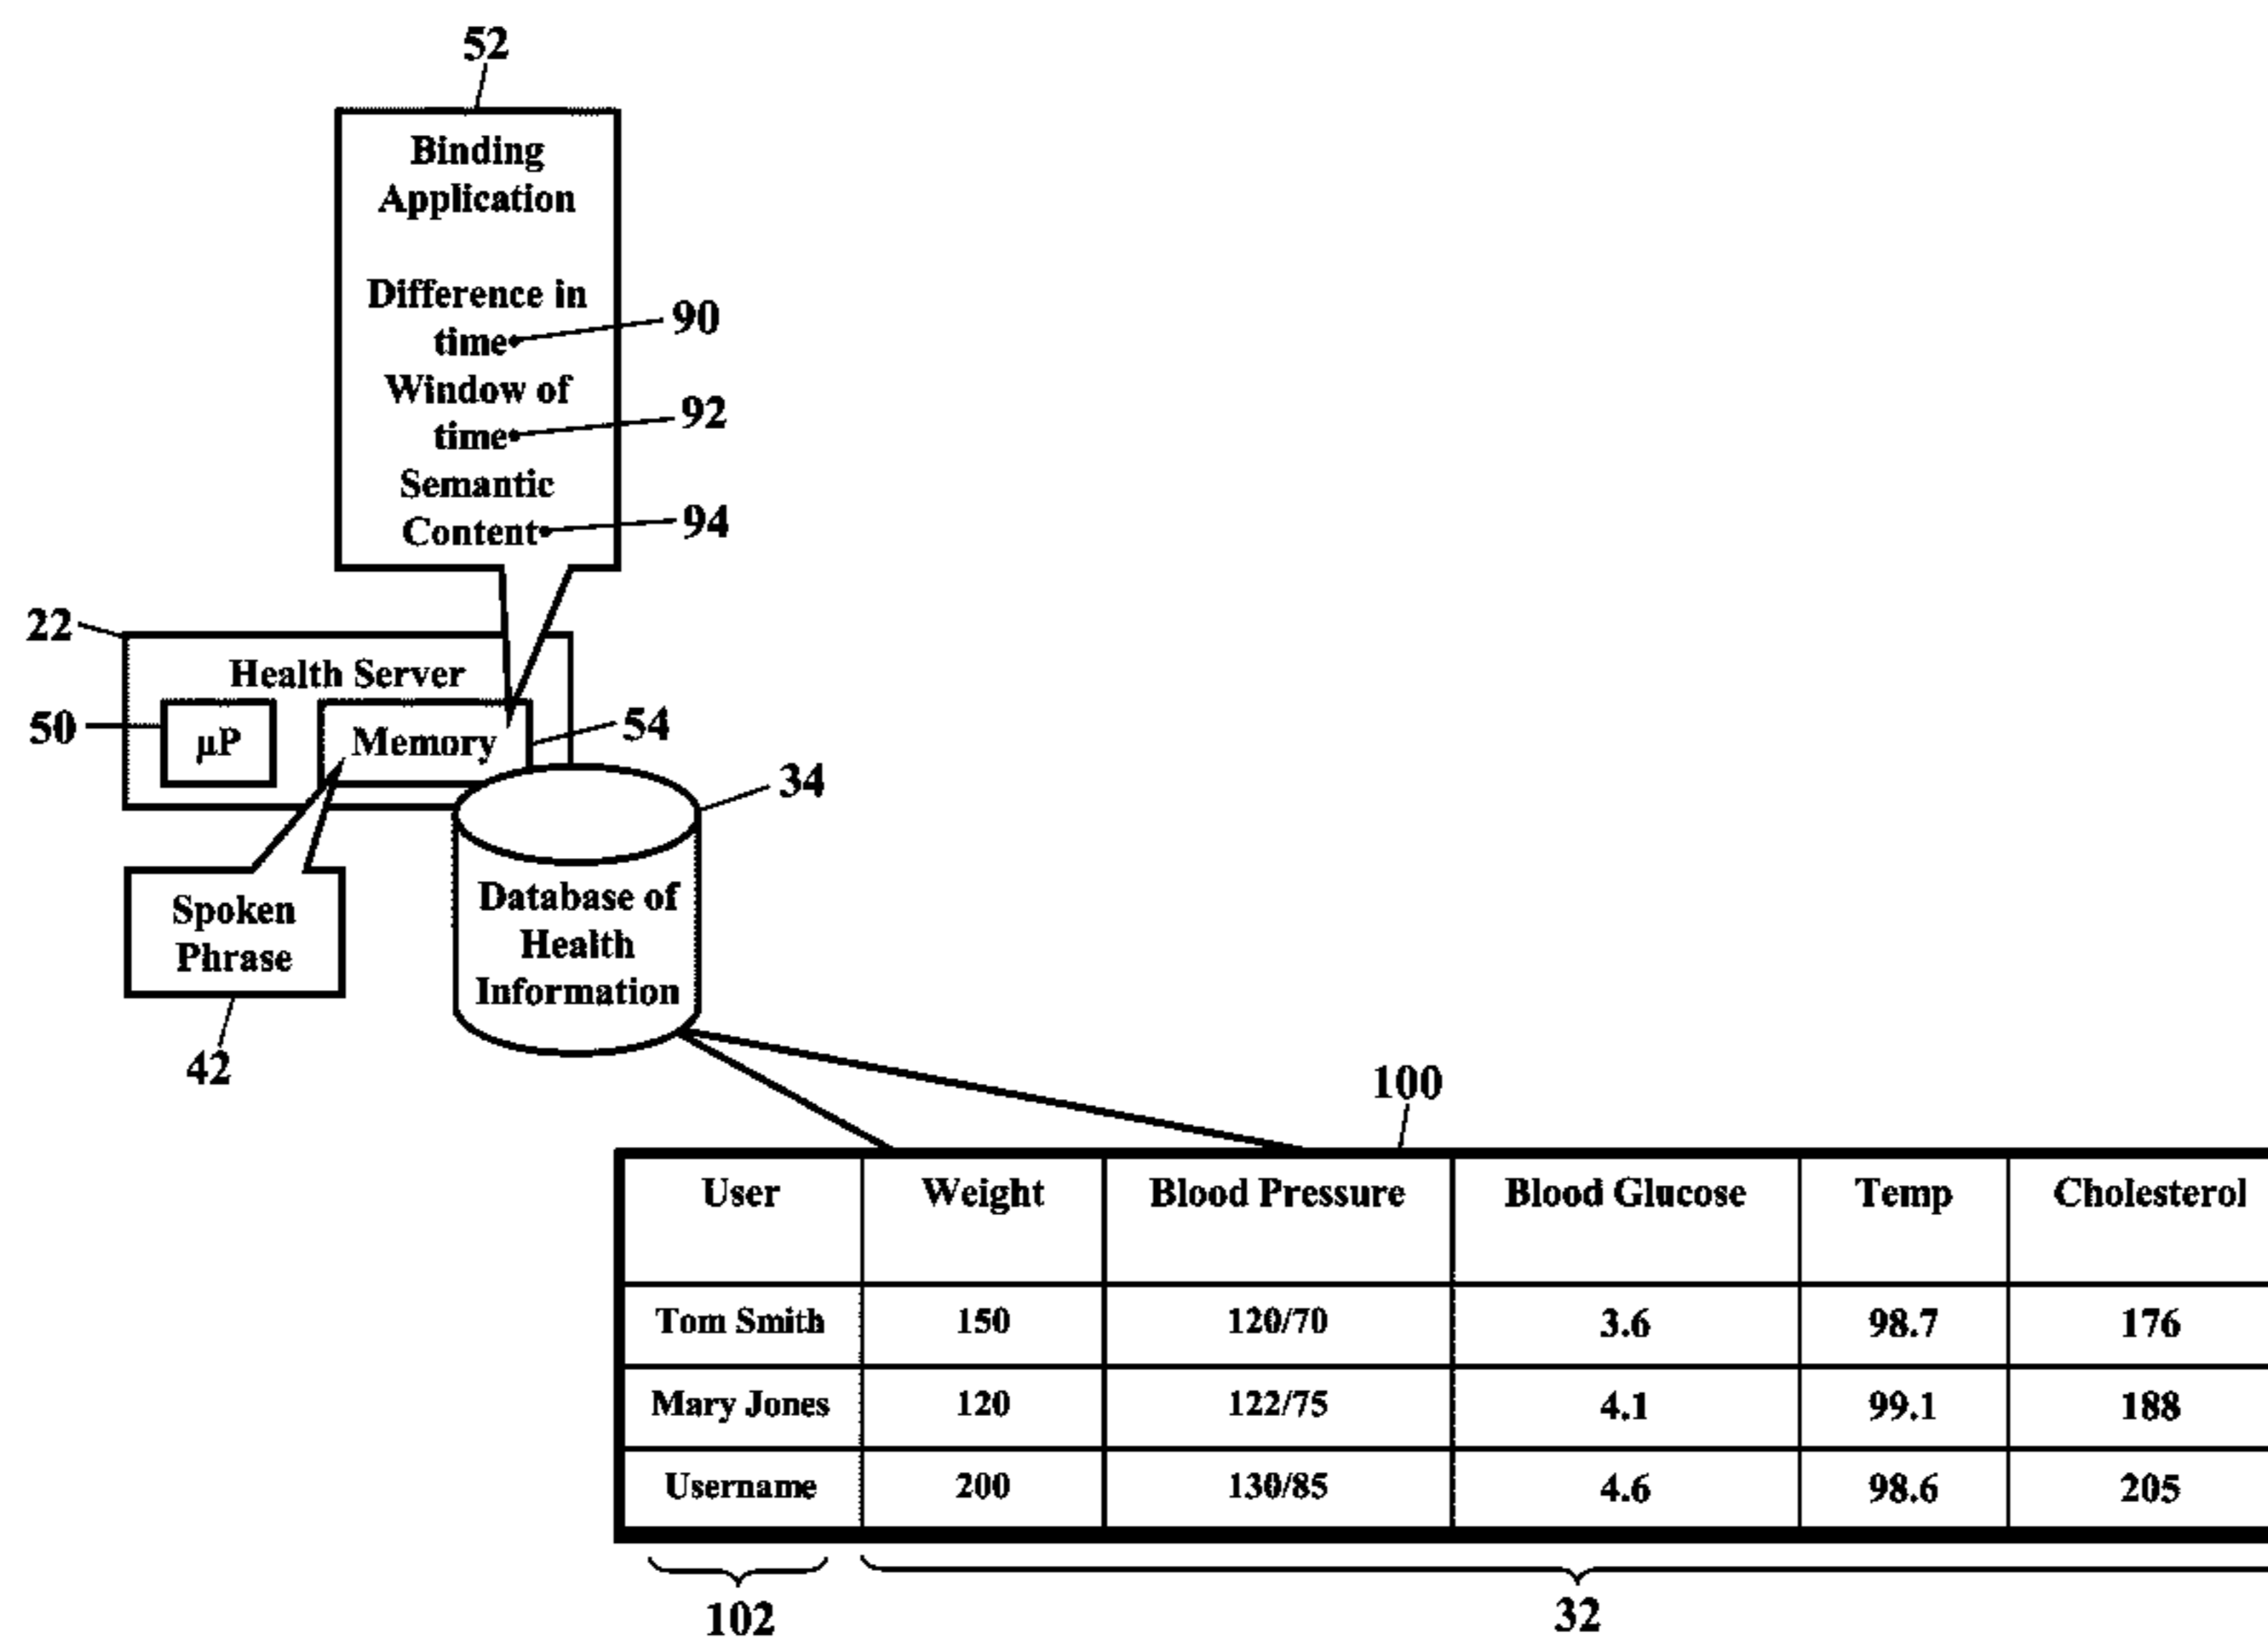 52
Binding
Application
Difference in
time
90
Window of
time
92
Semantic
Content
94
22
Health Server
50
µP
Memory
54
34
Spoken
Phrase
42
Database of
Health
Information
100
User Weight Blood Pressure Blood Glucose Temp Cholesterol
Tom Smith 150 120/70 3.6 98.7 176
Mary Jones 120 122/75 4.1 99.1 188
Username 200 130/85 4.6 98.6 205
102 32